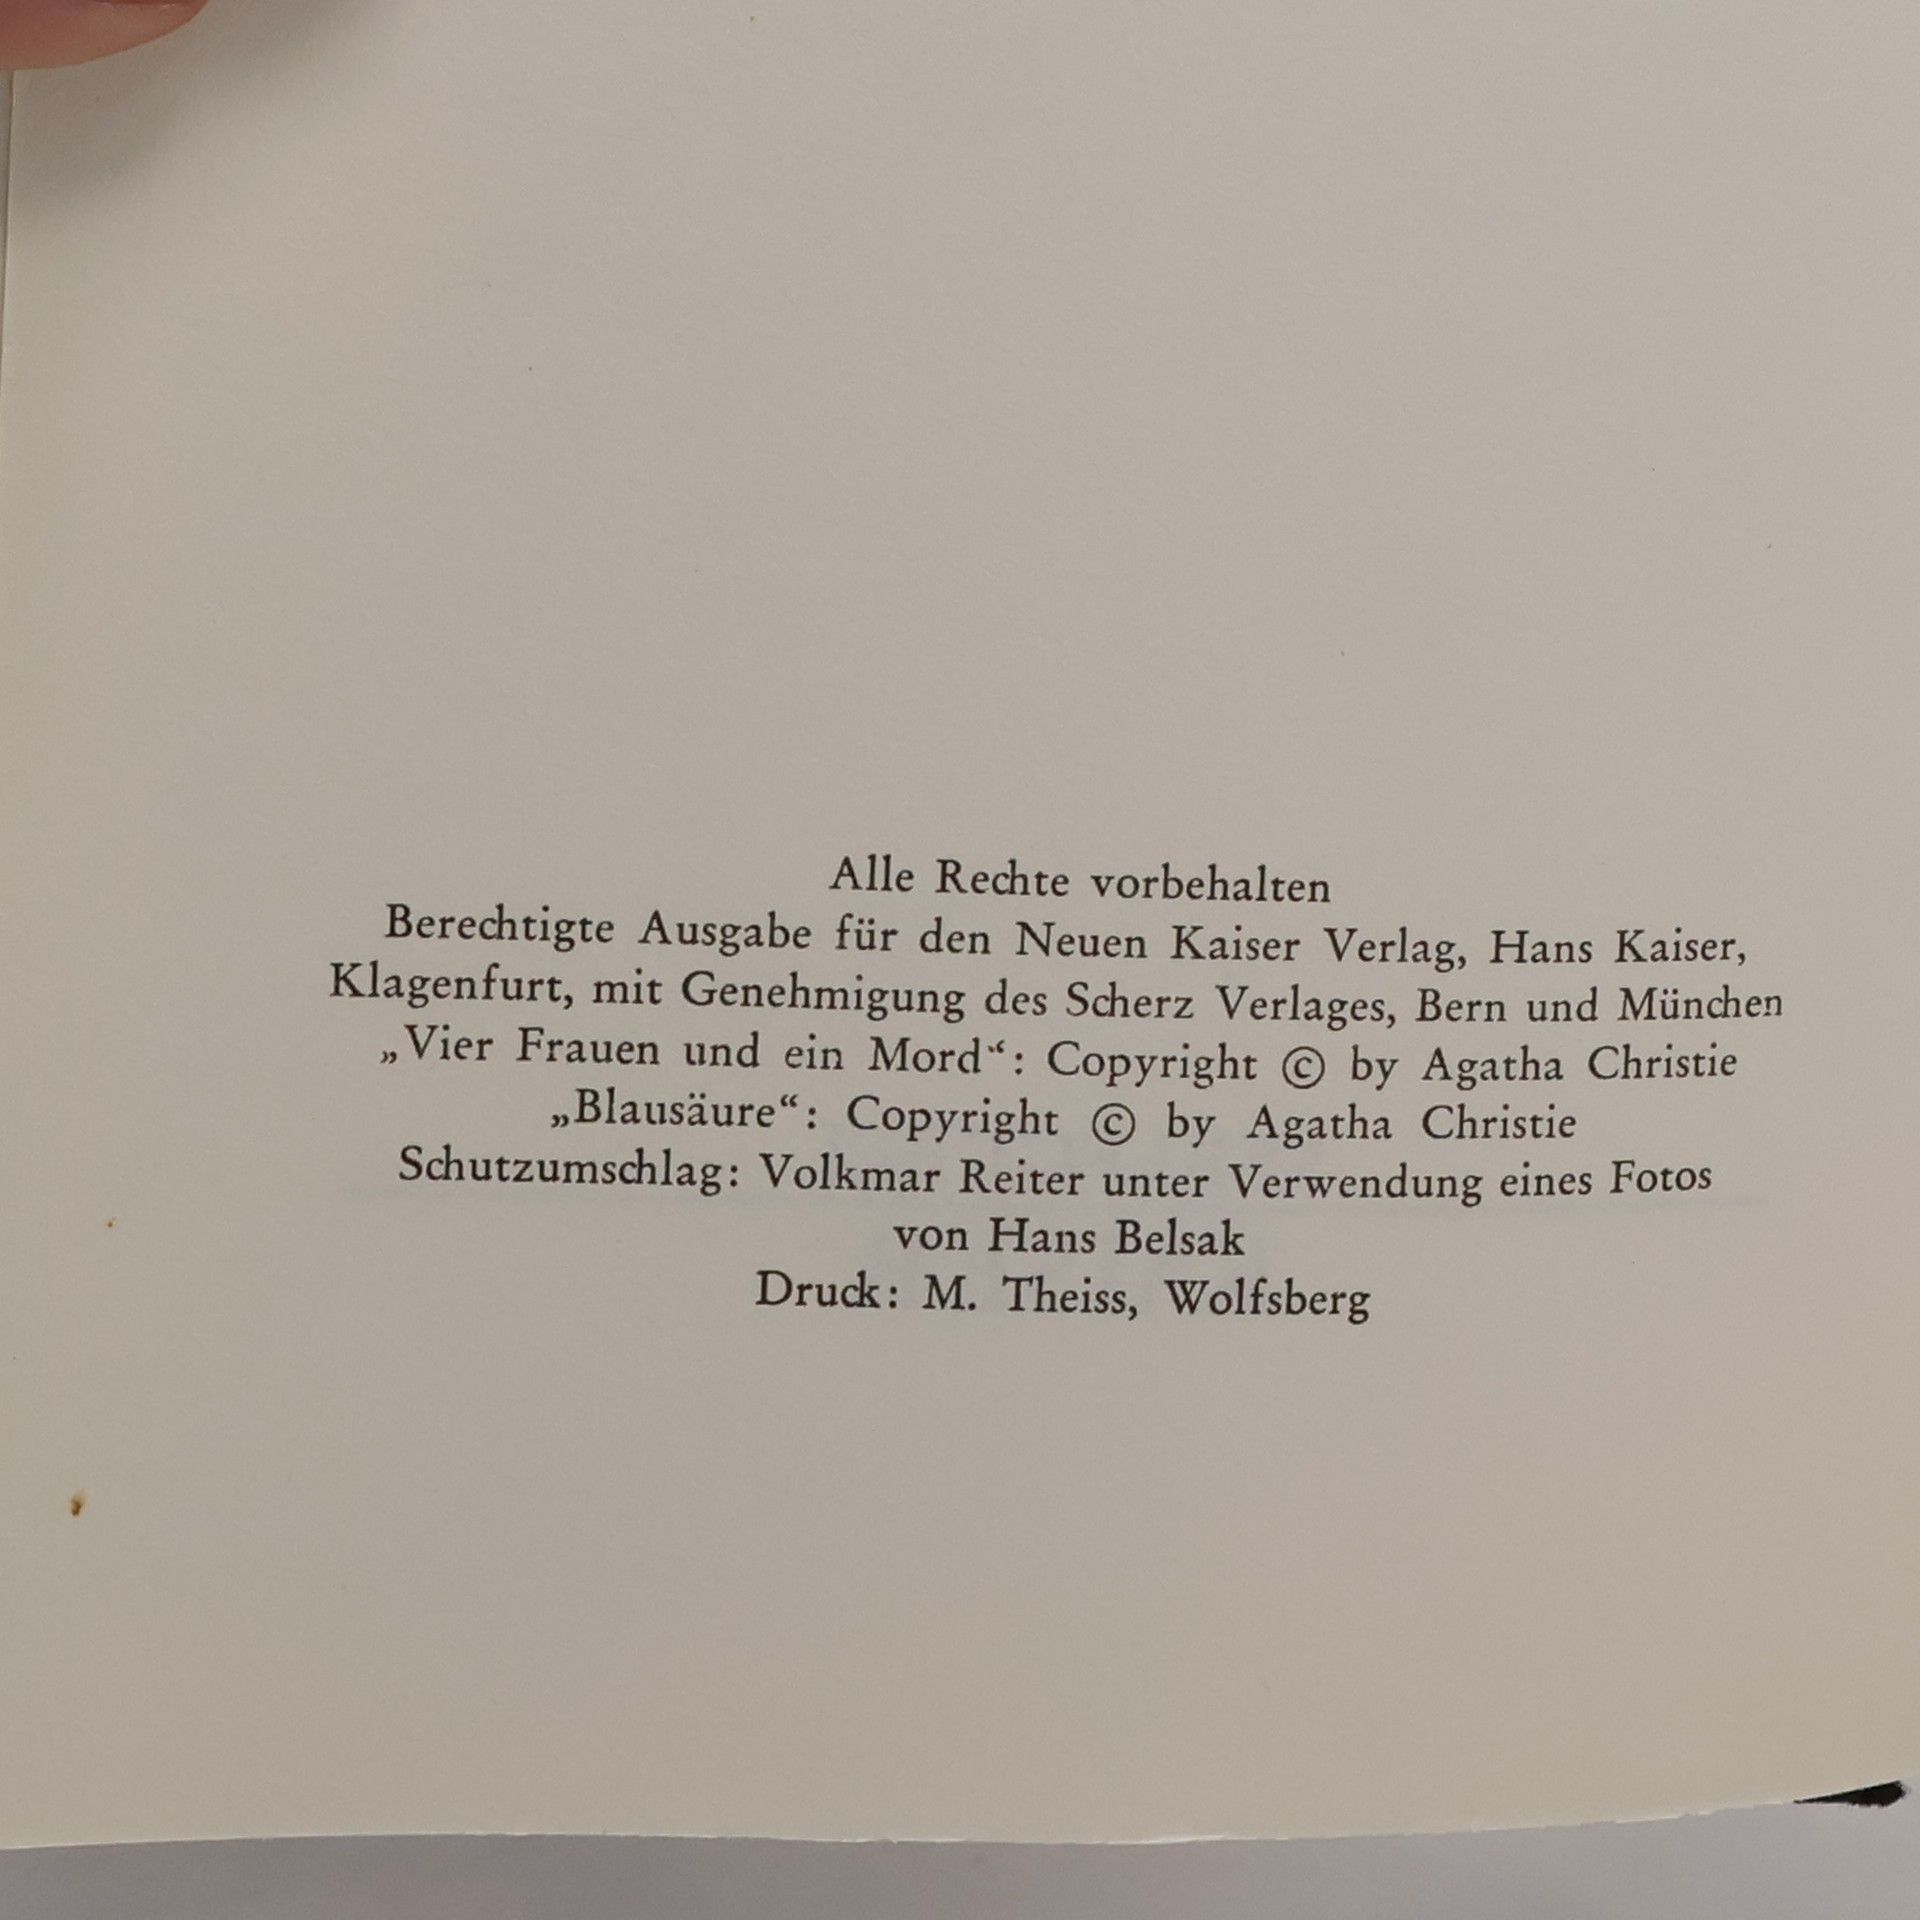 Alle Rechte vorbehalten
Berechtigte Ausgabe für den Neuen Kaiser Verlag, Hans Kaiser,
Klagenfurt, mit Genehmigung des Scherz Verlages, Bern und München
„Vier Frauen und ein Mord“: Copyright © by Agatha Christie
„Blausäure“: Copyright © by Agatha Christie
Schutzumschlag: Volkmar Reiter unter Verwendung eines Fotos
von Hans Belsak
Druck: M. Theiss, Wolfsberg